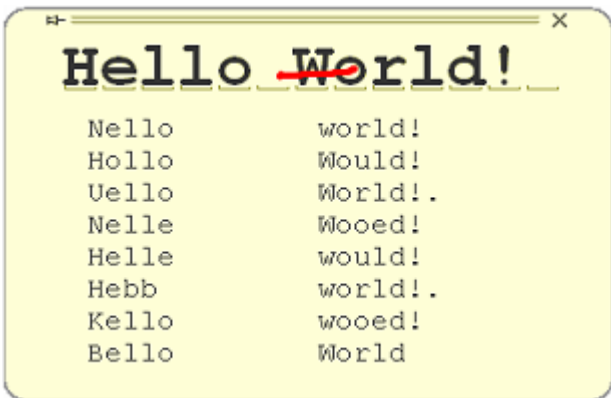 Hello World!
Nello world!
Hollo Would!
Uello World!.
Nelle Wooed!
Helle would!
Hebb world!.
Kello wooed!
Bello World